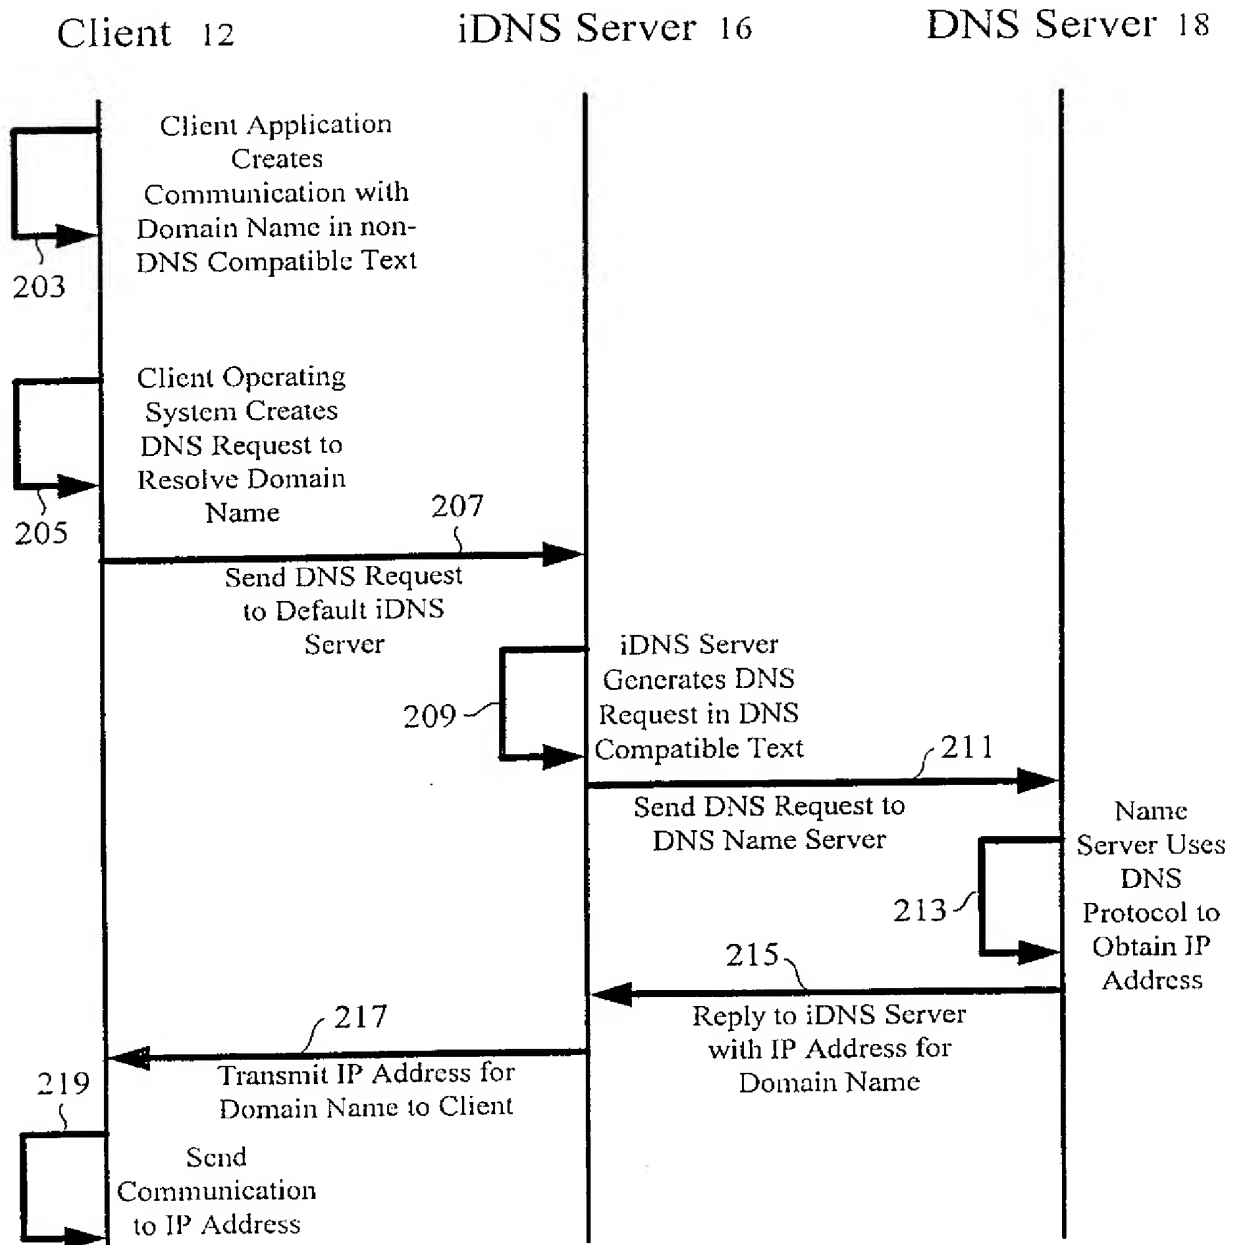 Client 12
iDNS Server 16
DNS Server 18
Client Application
Creates
Communication with
Domain Name in non-
DNS Compatible Text
203
Client Operating
System Creates
DNS Request to
Resolve Domain
Name
205
207
Send DNS Request
to Default iDNS
Server
iDNS Server
Generates DNS
Request in DNS
Compatible Text
209
211
Send DNS Request to
DNS Name Server
Name
Server Uses
DNS
Protocol to
Obtain IP
Address
213
215
Reply to iDNS Server
with IP Address for
Domain Name
217
Transmit IP Address for
Domain Name to Client
219
Send
Communication
to IP Address